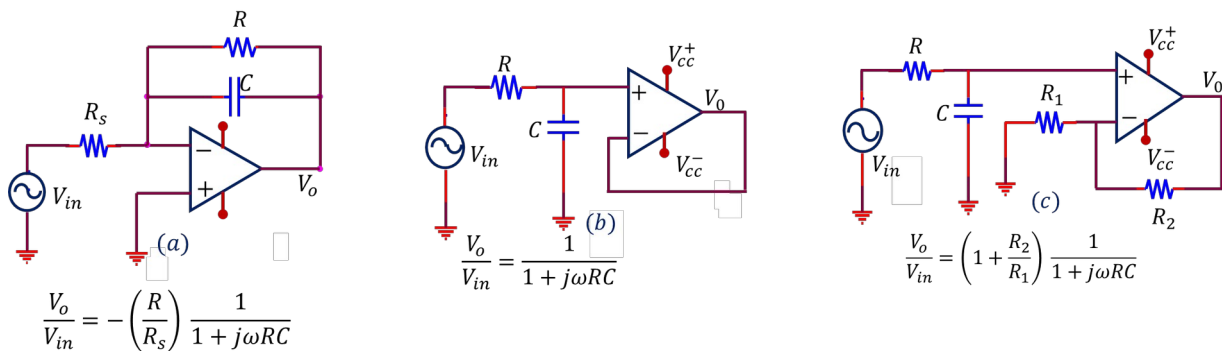 R
C
R_s
−
+
V_in
V_o
(a)
V_o/V_in = −(R/R_s) 1/(1 + jωRC)
R
V_cc^+
+
V_0
C
−
V_in
V_cc^-
(b)
V_o/V_in = 1/(1 + jωRC)
R
V_cc^+
+
V_0
C
R_1
−
V_in
V_cc^-
(c)
R_2
V_o/V_in = (1 + R_2/R_1) 1/(1 + jωRC)